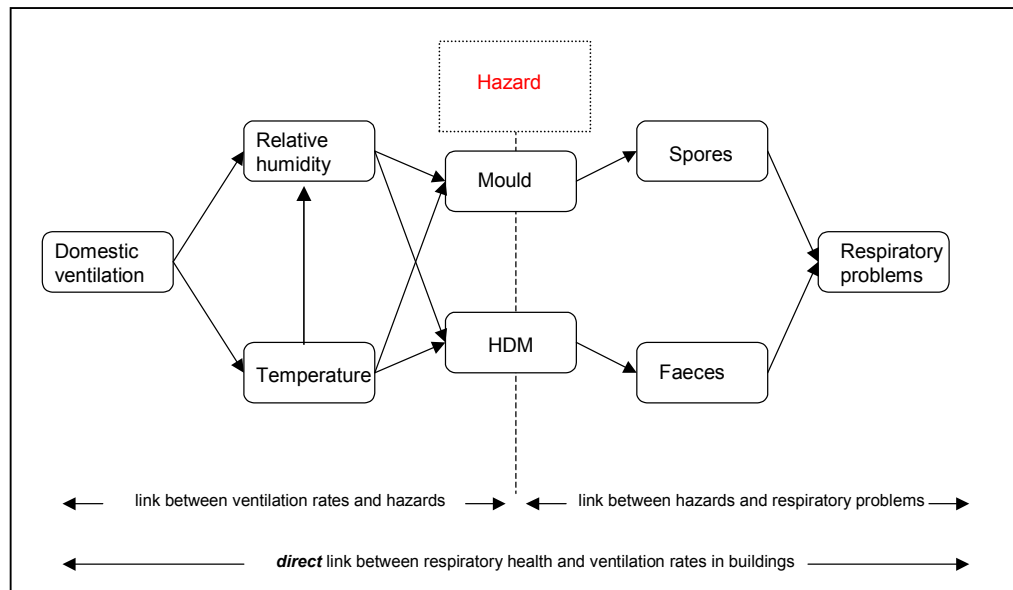 Hazard
Relative
humidity
Spores
Mould
Domestic
ventilation
Respiratory
problems
HDM
Temperature
Faeces
link between ventilation rates and hazards
link between hazards and respiratory problems
direct link between respiratory health and ventilation rates in buildings